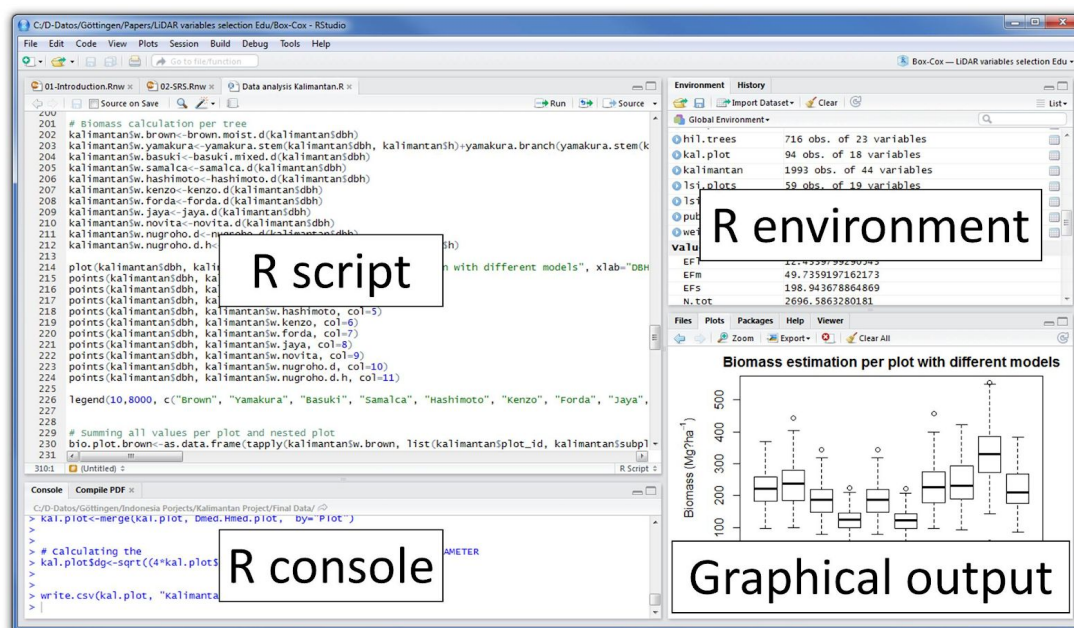 C:/D-Datos/Göttingen/Papers/LiDAR variables selection Edu/Box-Cox - RStudio
File Edit Code View Plots Session Build Debug Tools Help
Go to file/function
Box-Cox — LiDAR variables selection Edu
01-Introduction.Rnw × 02-SRS.Rnw × Data analysis Kalimantan.R ×
Source on Save Run Source
200
201 # Biomass calculation per tree
202 kalimantan$w.brown<-brown.moist.d(kalimantan$dbh)
203 kalimantan$w.yamakura<-yamakura.stem(kalimantan$dbh, kalimantan$h)+yamakura.branch(yamakura.stem(k
204 kalimantan$w.basuki<-basuki.mixed.d(kalimantan$dbh)
205 kalimantan$w.samalca<-samalca.d(kalimantan$dbh)
206 kalimantan$w.hashimoto<-hashimoto.d(kalimantan$dbh)
207 kalimantan$w.kenzo<-kenzo.d(kalimantan$dbh)
208 kalimantan$w.forda<-forda.d(kalimantan$dbh)
209 kalimantan$w.jaya<-jaya.d(kalimantan$dbh)
210 kalimantan$w.novita<-novita.d(kalimantan$dbh)
211 kalimantan$w.nugroho.d<-nugroho.d(kalimantan$dbh)
212 kalimantan$w.nugroho.d.h< $h)
213
214 plot(kalimantan$dbh, kali n with different models", xlab="DBH
215 points(kalimantan$dbh, kal
216 points(kalimantan$dbh, kal
217 points(kalimantan$dbh, kal
218 points(kalimantan$dbh, kalimantan$w.hashimoto, col=5)
219 points(kalimantan$dbh, kalimantan$w.kenzo, col=6)
220 points(kalimantan$dbh, kalimantan$w.forda, col=7)
221 points(kalimantan$dbh, kalimantan$w.jaya, col=8)
222 points(kalimantan$dbh, kalimantan$w.novita, col=9)
223 points(kalimantan$dbh, kalimantan$w.nugroho.d, col=10)
224 points(kalimantan$dbh, kalimantan$w.nugroho.d.h, col=11)
225
226 legend(10,8000, c("Brown", "Yamakura", "Basuki", "Samalca", "Hashimoto", "Kenzo", "Forda", "Jaya",
227
228
229 # Summing all values per plot and nested plot
230 bio.plot.brown<-as.data.frame(tapply(kalimantan$w.brown, list(kalimantan$plot_id, kalimantan$subpl
231
R script
310:1 (Untitled) R Script
Console Compile PDF ×
C:/D-Datos/Göttingen/Indonesia Porjects/Kalimantan Project/Final Data/
> kal.plot<-merge(kal.plot, Dmed.Hmed.plot, by="Plot")
>
>
> # Calculating the AMETER
> kal.plot$dg<-sqrt((4*kal.plot$
>
>
> write.csv(kal.plot, "Kalimanta
>
R console
Environment History
Import Dataset Clear List
Global Environment
hil.trees 716 obs. of 23 variables
kal.plot 94 obs. of 18 variables
kalimantan 1993 obs. of 44 variables
lsi.plots 59 obs. of 19 variables
lsi
pub
wei
R environment
Valu
EFl
EFm 49.7359197162173
EFs 198.943678864869
N.tot 2696.5863280181
Files Plots Packages Help Viewer
Zoom Export Clear All
Biomass estimation per plot with different models
Biomass (Mg?ha⁻¹)
500
400
300
200
100
Graphical output